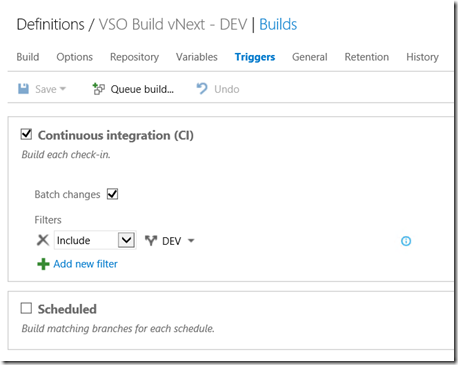 Definitions / VSO Build vNext - DEV | Builds
Build Options Repository Variables Triggers General Retention History
Save Queue build... Undo
Continuous integration (CI)
Build each check-in.
Batch changes
Filters
Include DEV
Add new filter
Scheduled
Build matching branches for each schedule.